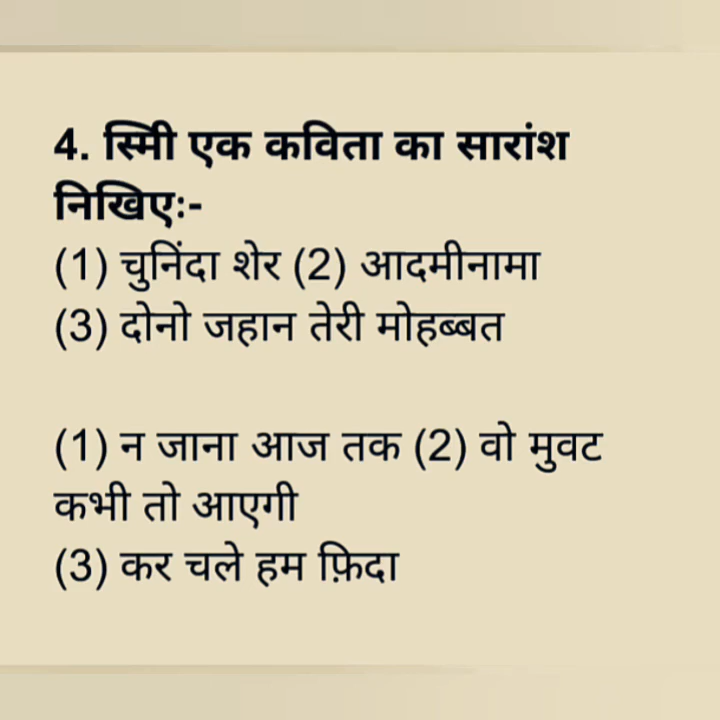 4. स्मिी एक कविता का सारांश
निखिएः-
(1) चुनिंदा शेर (2) आदमीनामा
(3) दोनो जहान तेरी मोहब्बत
(1) न जाना आज तक (2) वो मुवट
कभी तो आएगी
(3) कर चले हम फ़िदा